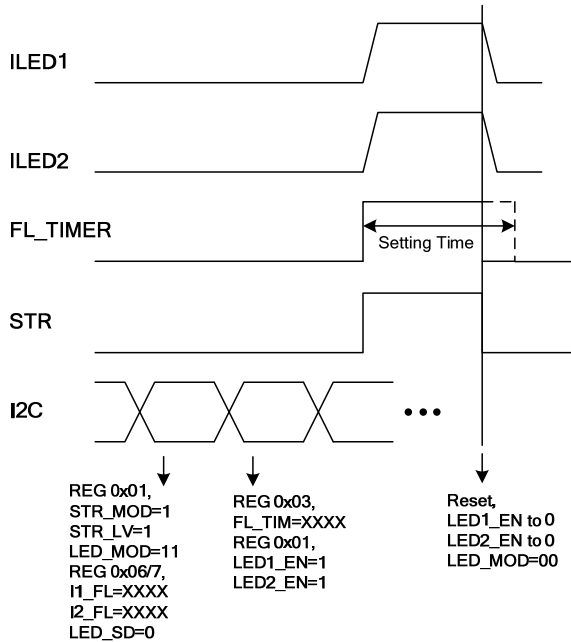 ILED1
ILED2
FL_TIMER
Setting Time
STR
I2C
REG 0x01,
STR_MOD=1
STR_LV=1
LED_MOD=11
REG 0x06/7,
I1_FL=XXXX
I2_FL=XXXX
LED_SD=0
REG 0x03,
FL_TIM=XXXX
REG 0x01,
LED1_EN=1
LED2_EN=1
Reset,
LED1_EN to 0
LED2_EN to 0
LED_MOD=00